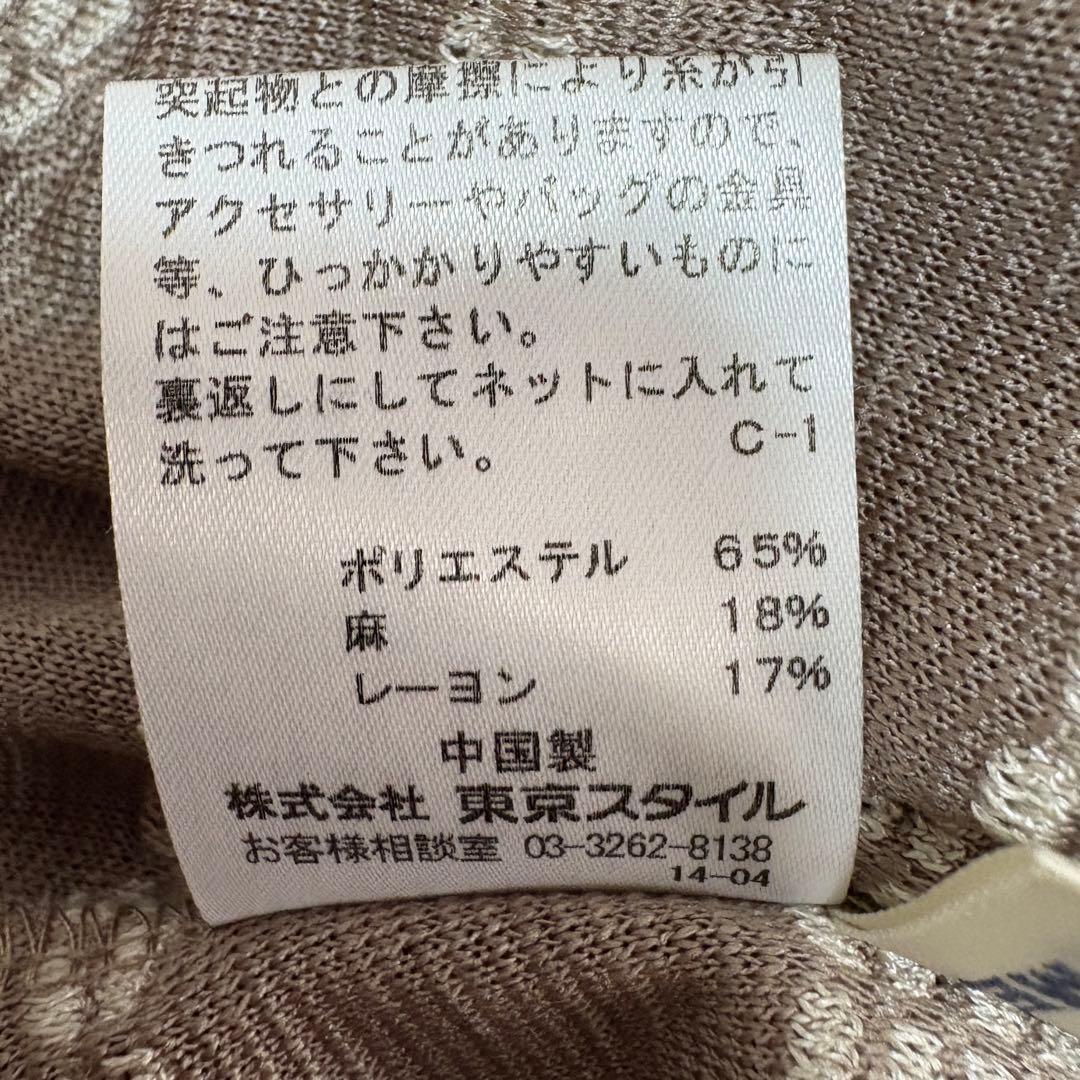 突起物との摩擦により糸が引
きつれることがありますので、
アクセサリーやバッグの金具
等、ひっかかりやすいものに
はご注意下さい。
裏返しにしてネットに入れて
洗って下さい。 C-1
ポリエステル 65%
麻 18%
レーヨン 17%
中国製
株式会社 東京スタイル
お客様相談室 03-3262-8138
14-04